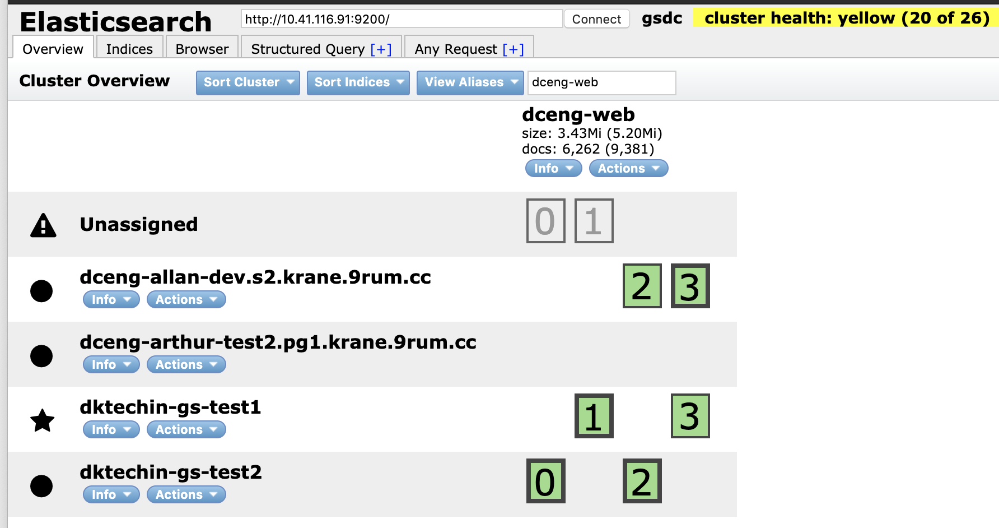 Elasticsearch
http://10.41.116.91:9200/
Connect
gsdc
cluster health: yellow (20 of 26)
Overview
Indices
Browser
Structured Query [+]
Any Request [+]
Cluster Overview
Sort Cluster
Sort Indices
View Aliases
dceng-web
dceng-web
size: 3.43Mi (5.20Mi)
docs: 6,262 (9,381)
Info
Actions
Unassigned
0 1
dceng-allan-dev.s2.krane.9rum.cc
Info
Actions
2 3
dceng-arthur-test2.pg1.krane.9rum.cc
Info
Actions
dktechin-gs-test1
Info
Actions
1 3
dktechin-gs-test2
Info
Actions
0 2